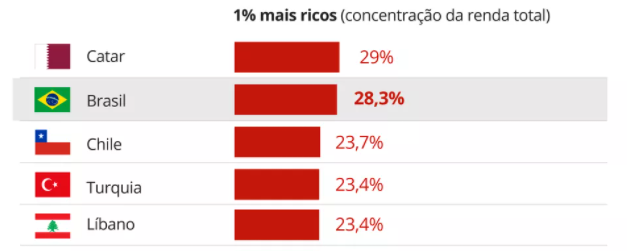 1% mais ricos (concentração da renda total)
Catar 29%
Brasil 28,3%
Chile 23,7%
Turquia 23,4%
Líbano 23,4%